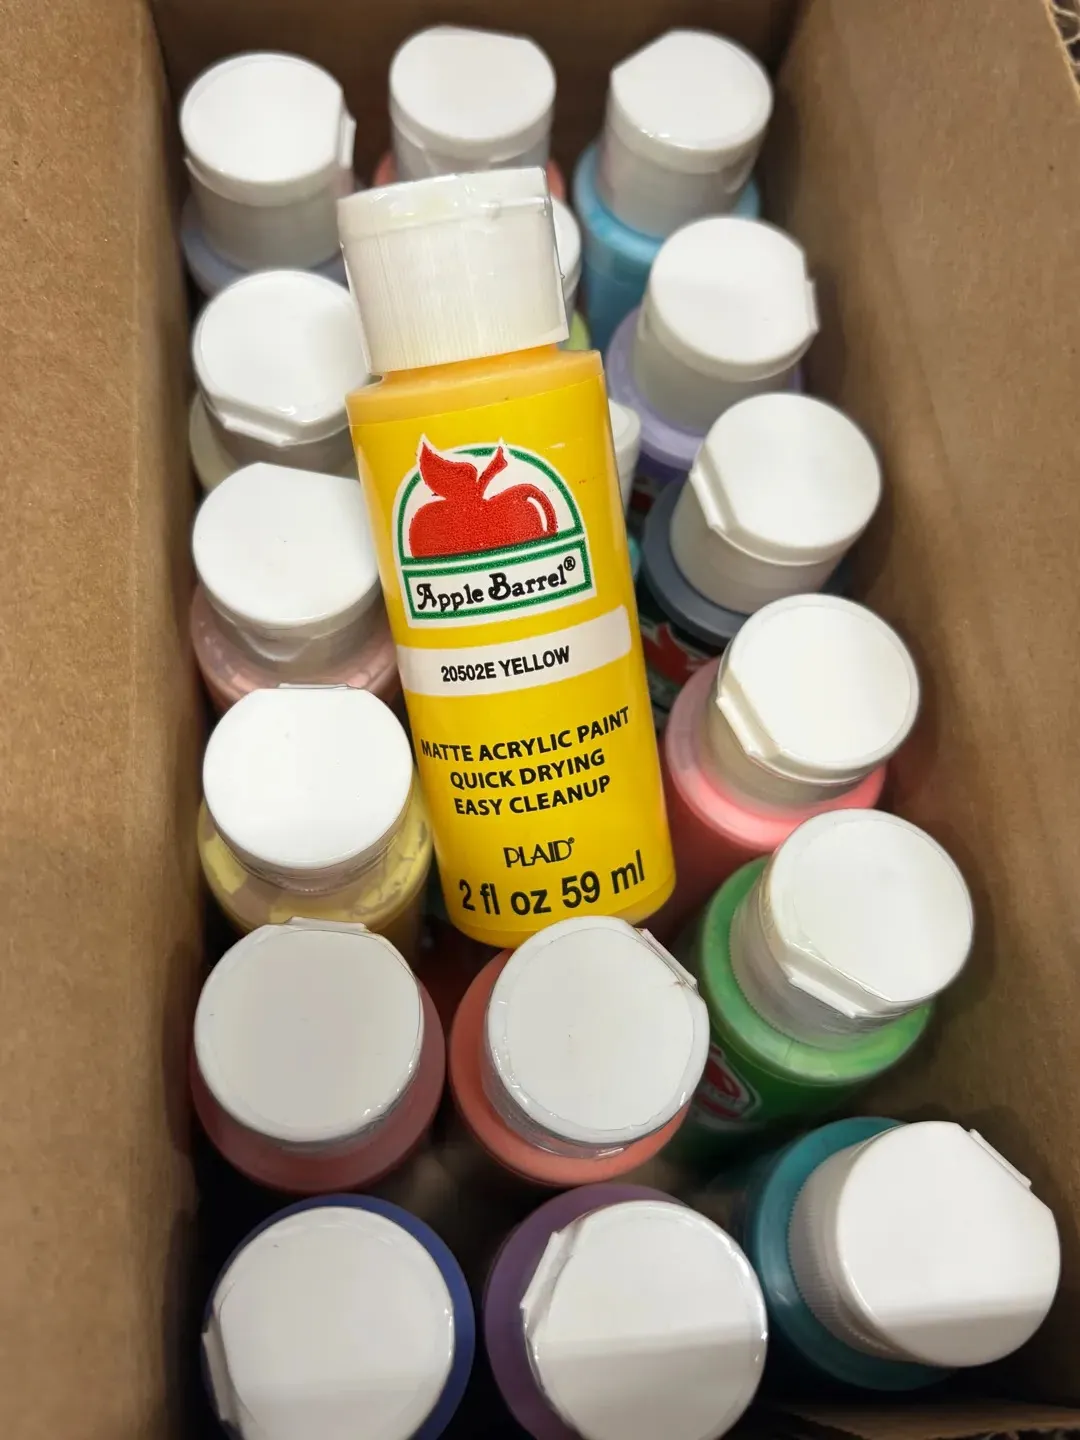 Apple Barrel®
20502E YELLOW
MATTE ACRYLIC PAINT
QUICK DRYING
EASY CLEANUP
PLAID®
2 fl oz 59 ml